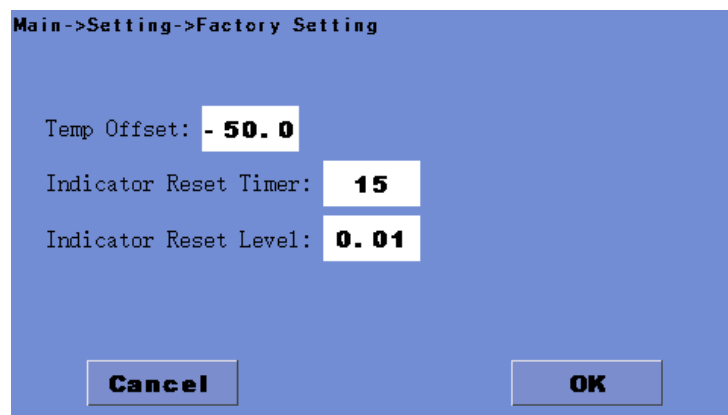 Main->Setting->Factory Setting
Temp Offset: -50.0
Indicator Reset Timer: 15
Indicator Reset Level: 0.01
Cancel OK